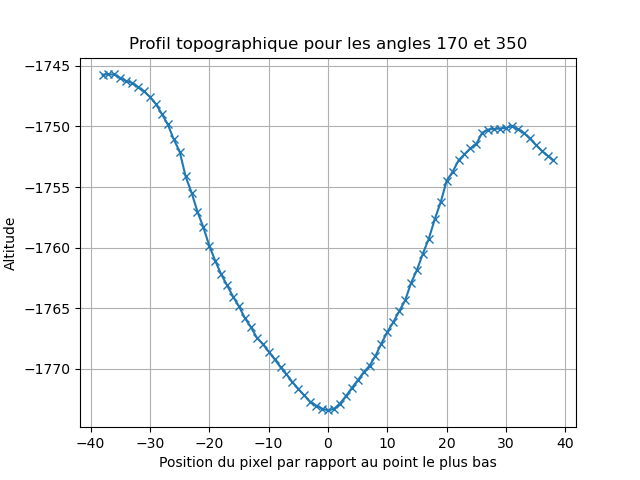 Profil topographique pour les angles 170 et 350
Altitude
−1745
−1750
−1755
−1760
−1765
−1770
−40 −30 −20 −10 0 10 20 30 40
Position du pixel par rapport au point le plus bas